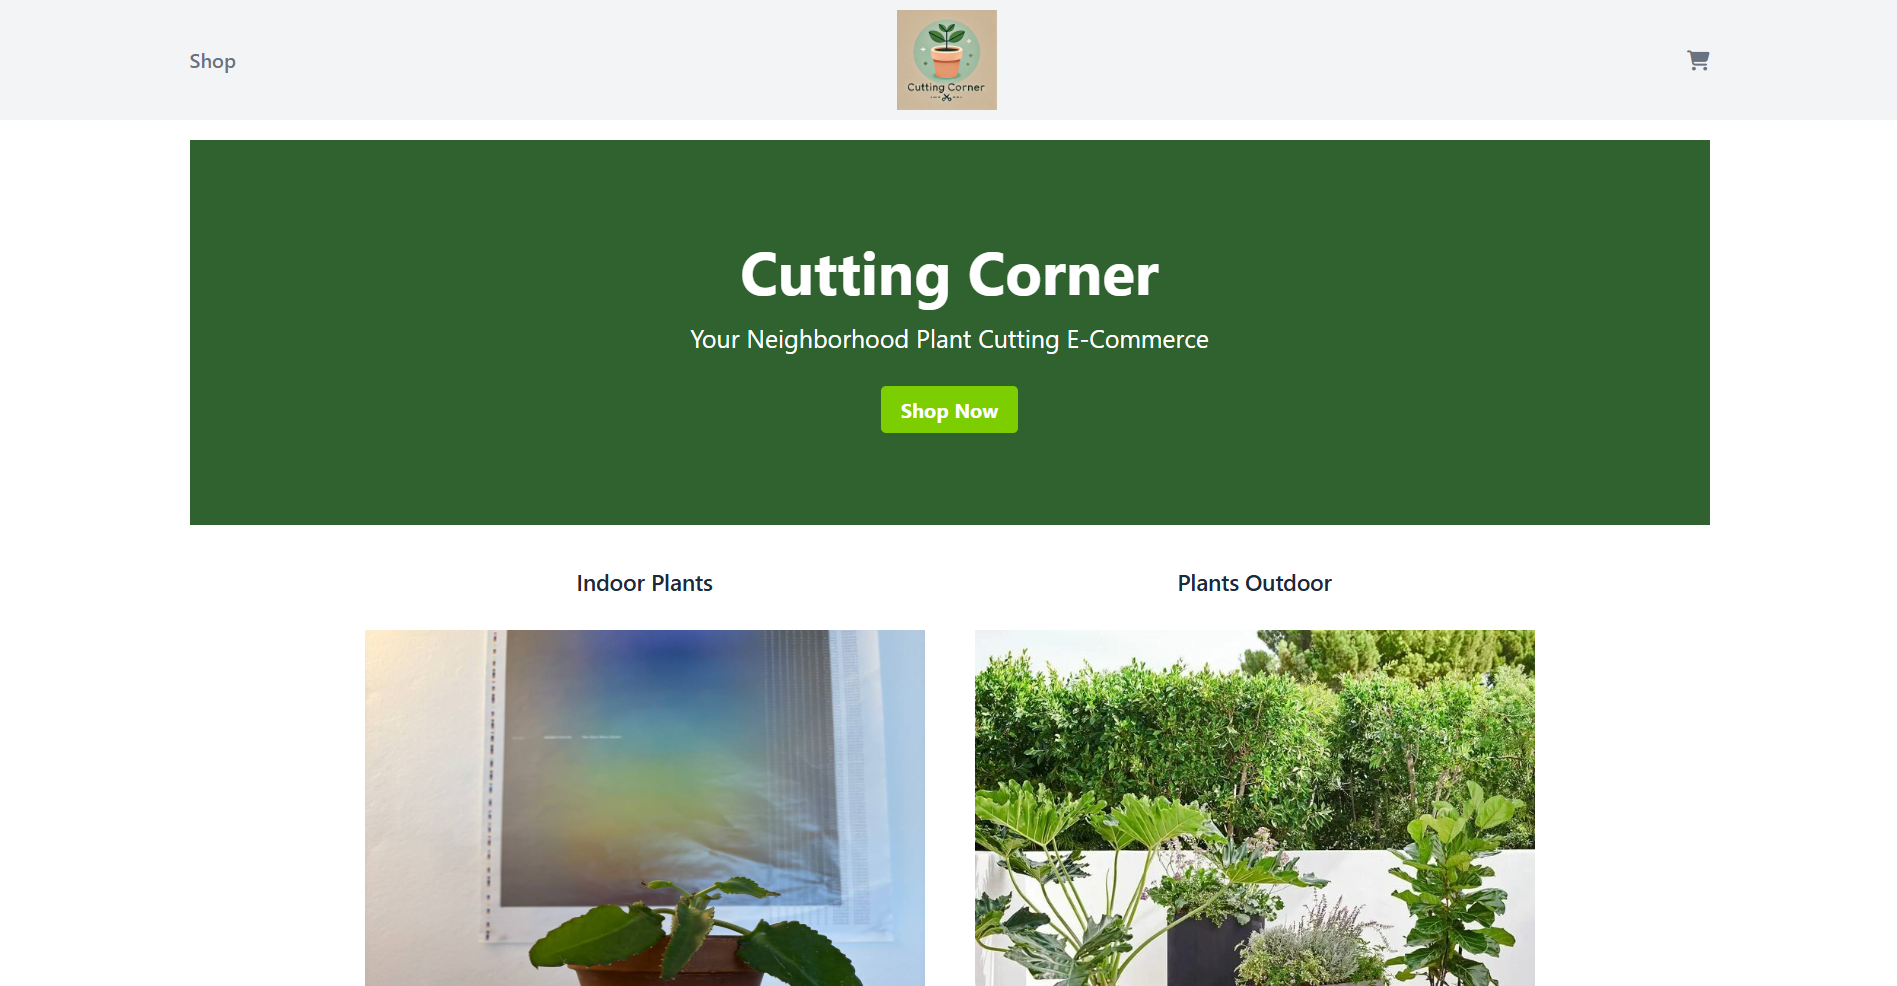 Shop
Cutting Corner
Cutting Corner
Your Neighborhood Plant Cutting E-Commerce
Shop Now
Indoor Plants
Plants Outdoor